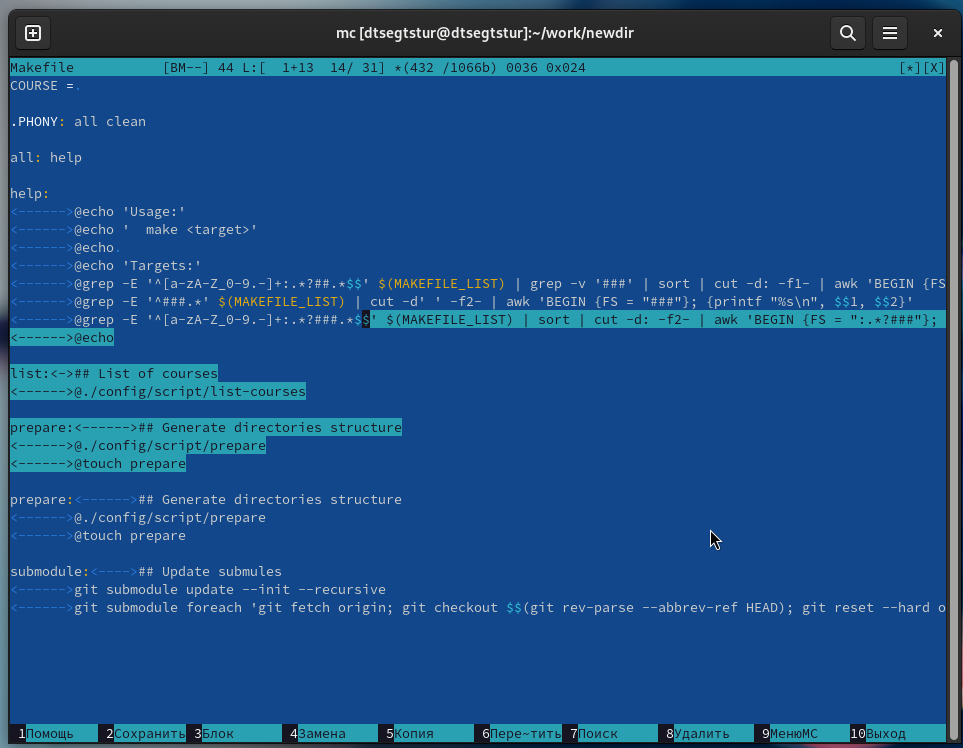 mc [dtsegtstur@dtsegtstur]:~/work/newdir
Makefile [BM--] 44 L:[ 1+13 14/ 31] *(432 /1066b) 0036 0x024 [*][X]
COURSE =.
.PHONY: all clean
all: help
help:
<------>@echo 'Usage:'
<------>@echo '  make <target>'
<------>@echo.
<------>@echo 'Targets:'
<------>@grep -E '^[a-zA-Z_0-9.-]+:.*?##.*$$' $(MAKEFILE_LIST) | grep -v '###' | sort | cut -d: -f1- | awk 'BEGIN {FS
<------>@grep -E '^###.*' $(MAKEFILE_LIST) | cut -d' ' -f2- | awk 'BEGIN {FS = "###"}; {printf "%s\n", $$1, $$2}'
<------>@grep -E '^[a-zA-Z_0-9.-]+:.*?###.*$$' $(MAKEFILE_LIST) | sort | cut -d: -f2- | awk 'BEGIN {FS = ":.*?###"};
<------>@echo
list:<->## List of courses
<------>@./config/script/list-courses
prepare:<------>## Generate directories structure
<------>@./config/script/prepare
<------>@touch prepare
prepare:<------>## Generate directories structure
<------>@./config/script/prepare
<------>@touch prepare
submodule:<---->## Update submules
<------>git submodule update --init --recursive
<------>git submodule foreach 'git fetch origin; git checkout $$(git rev-parse --abbrev-ref HEAD); git reset --hard o
1Помощь 2Сохранить 3Блок 4Замена 5Копия 6Пере~тить 7Поиск 8Удалить 9МенюMC 10Выход